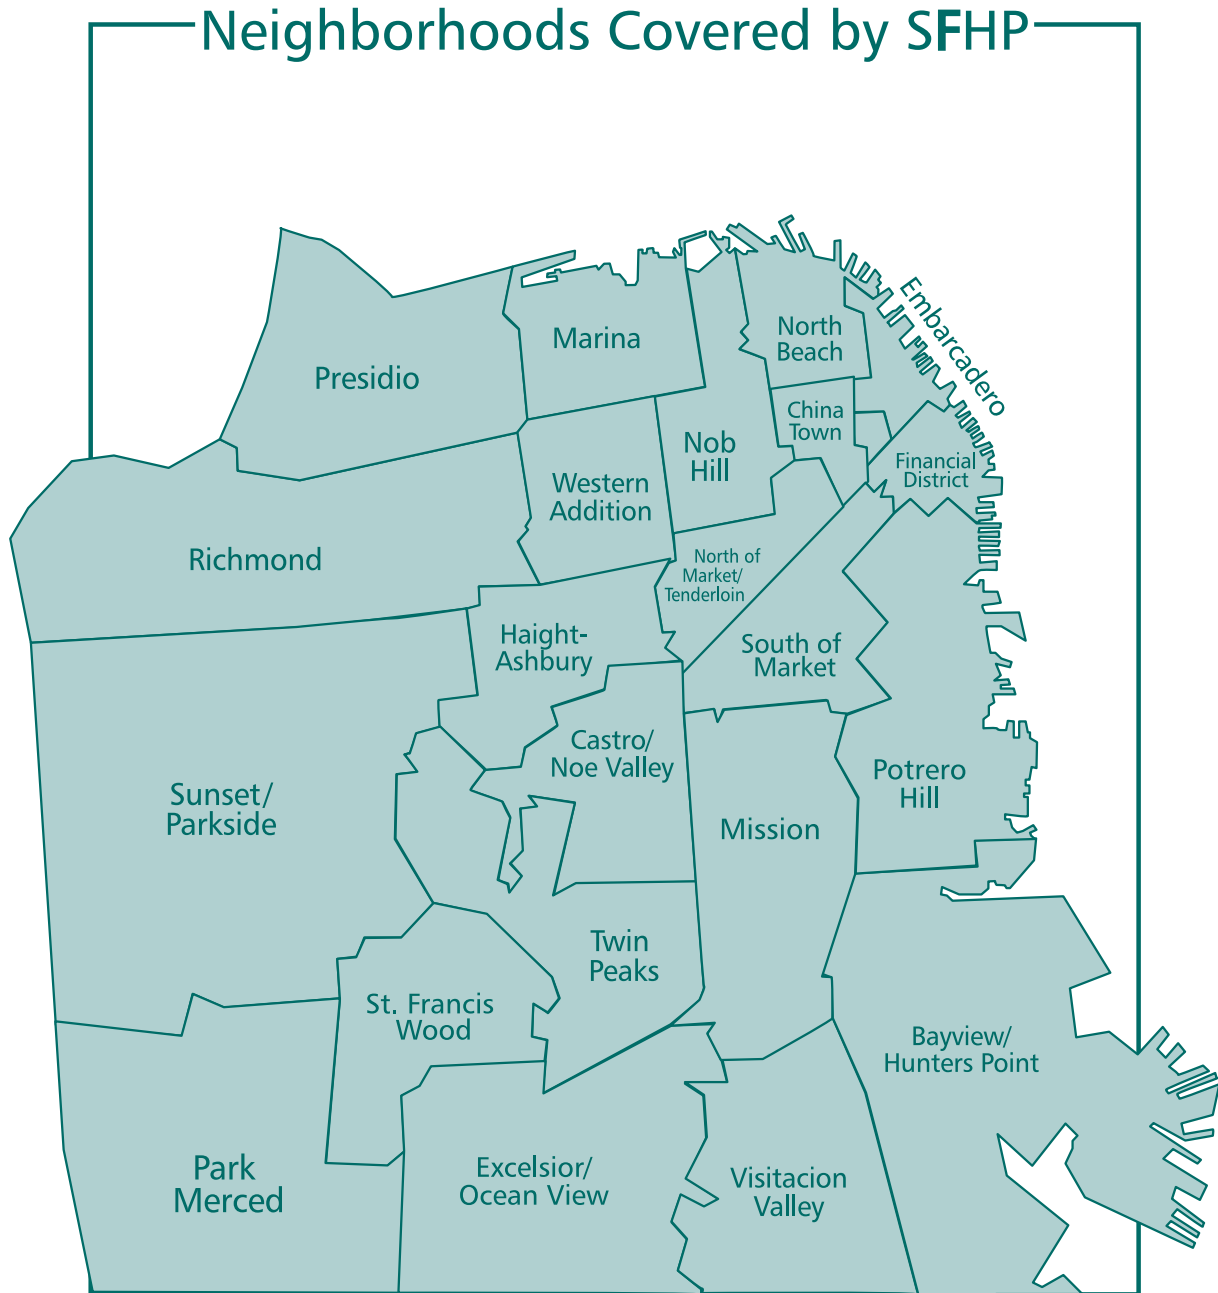 Neighborhoods Covered by SFHP
Embarcadero
North
Beach
Marina
Presidio
China
Town
Nob
Hill
Financial
District
Western
Addition
Richmond
North of
Market/
Tenderloin
Haight-
Ashbury
South of
Market
Castro/
Noe Valley
Potrero
Hill
Sunset/
Parkside
Mission
Twin
Peaks
St. Francis
Wood
Bayview/
Hunters Point
Park
Merced
Excelsior/
Ocean View
Visitacion
Valley